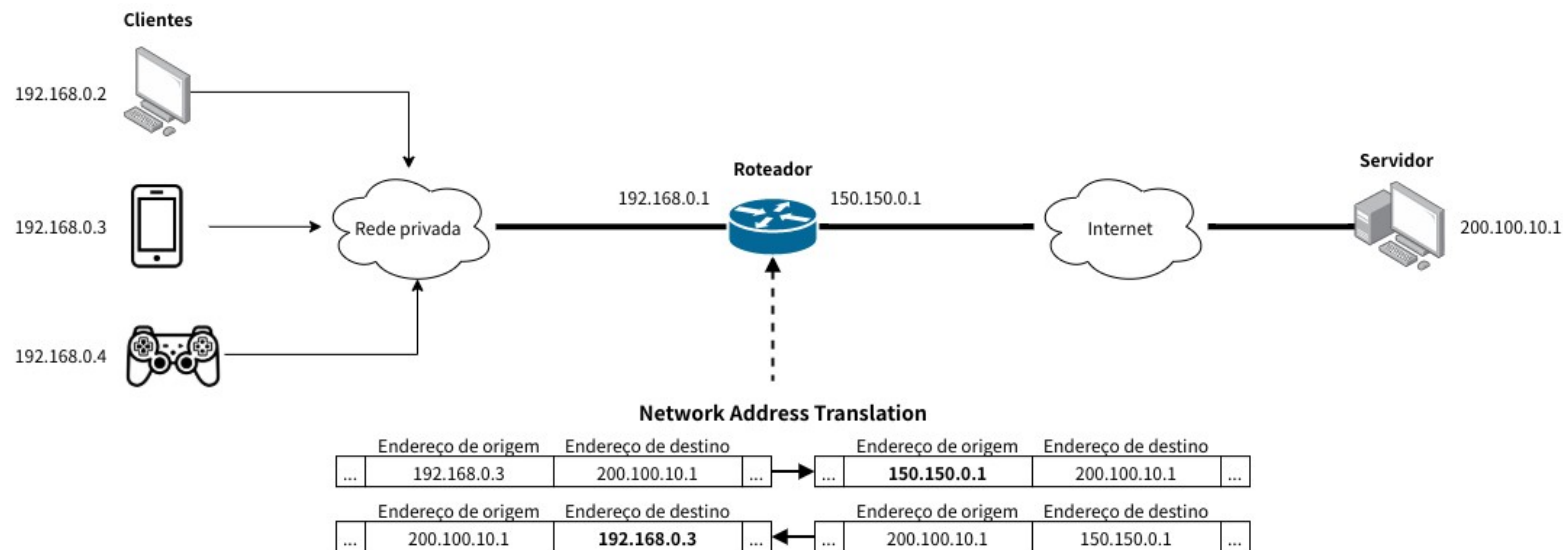 Clientes
192.168.0.2
Servidor
Roteador
192.168.0.1
150.150.0.1
192.168.0.3
Rede privada
Internet
200.100.10.1
192.168.0.4
Network Address Translation
Endereço de origem Endereço de destino Endereço de origem Endereço de destino
... 192.168.0.3 200.100.10.1 ... ... 150.150.0.1 200.100.10.1 ...
Endereço de origem Endereço de destino Endereço de origem Endereço de destino
... 200.100.10.1 192.168.0.3 ... ... 200.100.10.1 150.150.0.1 ...